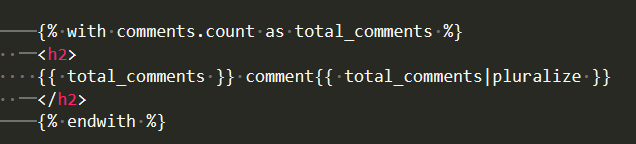 {% with comments.count as total_comments %}
<h2>
{{ total_comments }} comment{{ total_comments|pluralize }}
</h2>
{% endwith %}